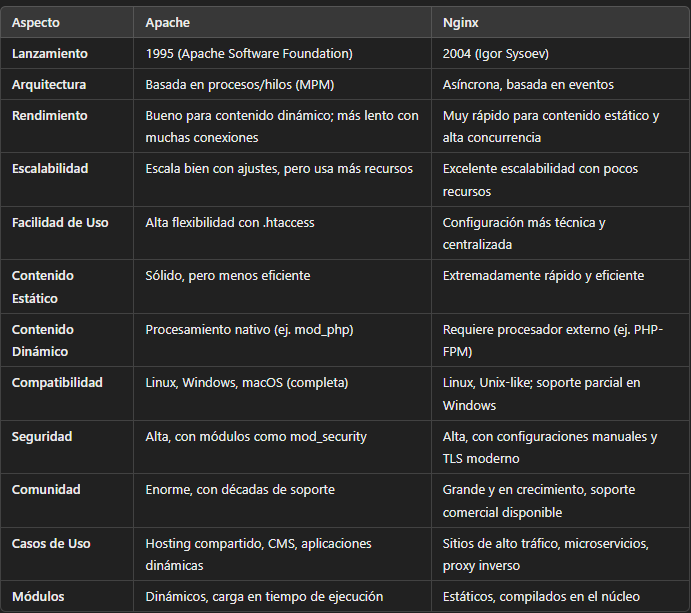 Aspecto Apache Nginx
Lanzamiento 1995 (Apache Software Foundation) 2004 (Igor Sysoev)
Arquitectura Basada en procesos/hilos (MPM) Asíncrona, basada en eventos
Rendimiento Bueno para contenido dinámico; más lento con Muy rápido para contenido estático y
muchas conexiones alta concurrencia
Escalabilidad Escala bien con ajustes, pero usa más recursos Excelente escalabilidad con pocos
recursos
Facilidad de Uso Alta flexibilidad con .htaccess Configuración más técnica y
centralizada
Contenido Sólido, pero menos eficiente Extremadamente rápido y eficiente
Estático
Contenido Procesamiento nativo (ej. mod_php) Requiere procesador externo (ej. PHP-
Dinámico FPM)
Compatibilidad Linux, Windows, macOS (completa) Linux, Unix-like; soporte parcial en
Windows
Seguridad Alta, con módulos como mod_security Alta, con configuraciones manuales y
TLS moderno
Comunidad Enorme, con décadas de soporte Grande y en crecimiento, soporte
comercial disponible
Casos de Uso Hosting compartido, CMS, aplicaciones Sitios de alto tráfico, microservicios,
dinámicas proxy inverso
Módulos Dinámicos, carga en tiempo de ejecución Estáticos, compilados en el núcleo